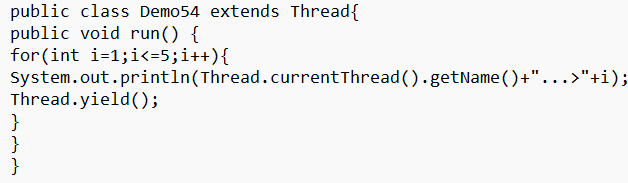 public class Demo54 extends Thread{
public void run() {
for(int i=1;i<=5;i++){
System.out.println(Thread.currentThread().getName()+"...>"+i);
Thread.yield();
}
}
}